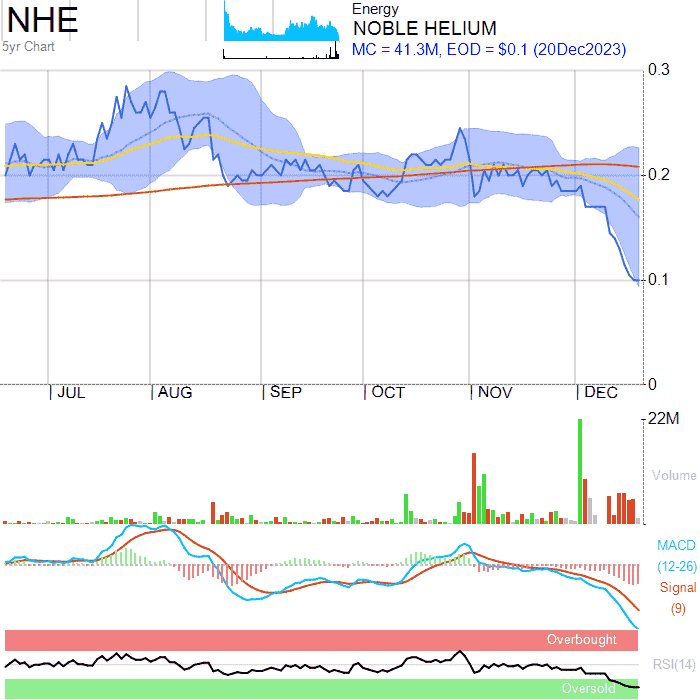 NHE
5yr Chart
Energy
NOBLE HELIUM
MC = 41.3M, EOD = $0.1 (20Dec2023)
0.3
0.2
0.1
0
JUL AUG SEP OCT NOV DEC
22M
Volume
MACD
(12-26)
Signal
(9)
Overbought
RSI(14)
Oversold